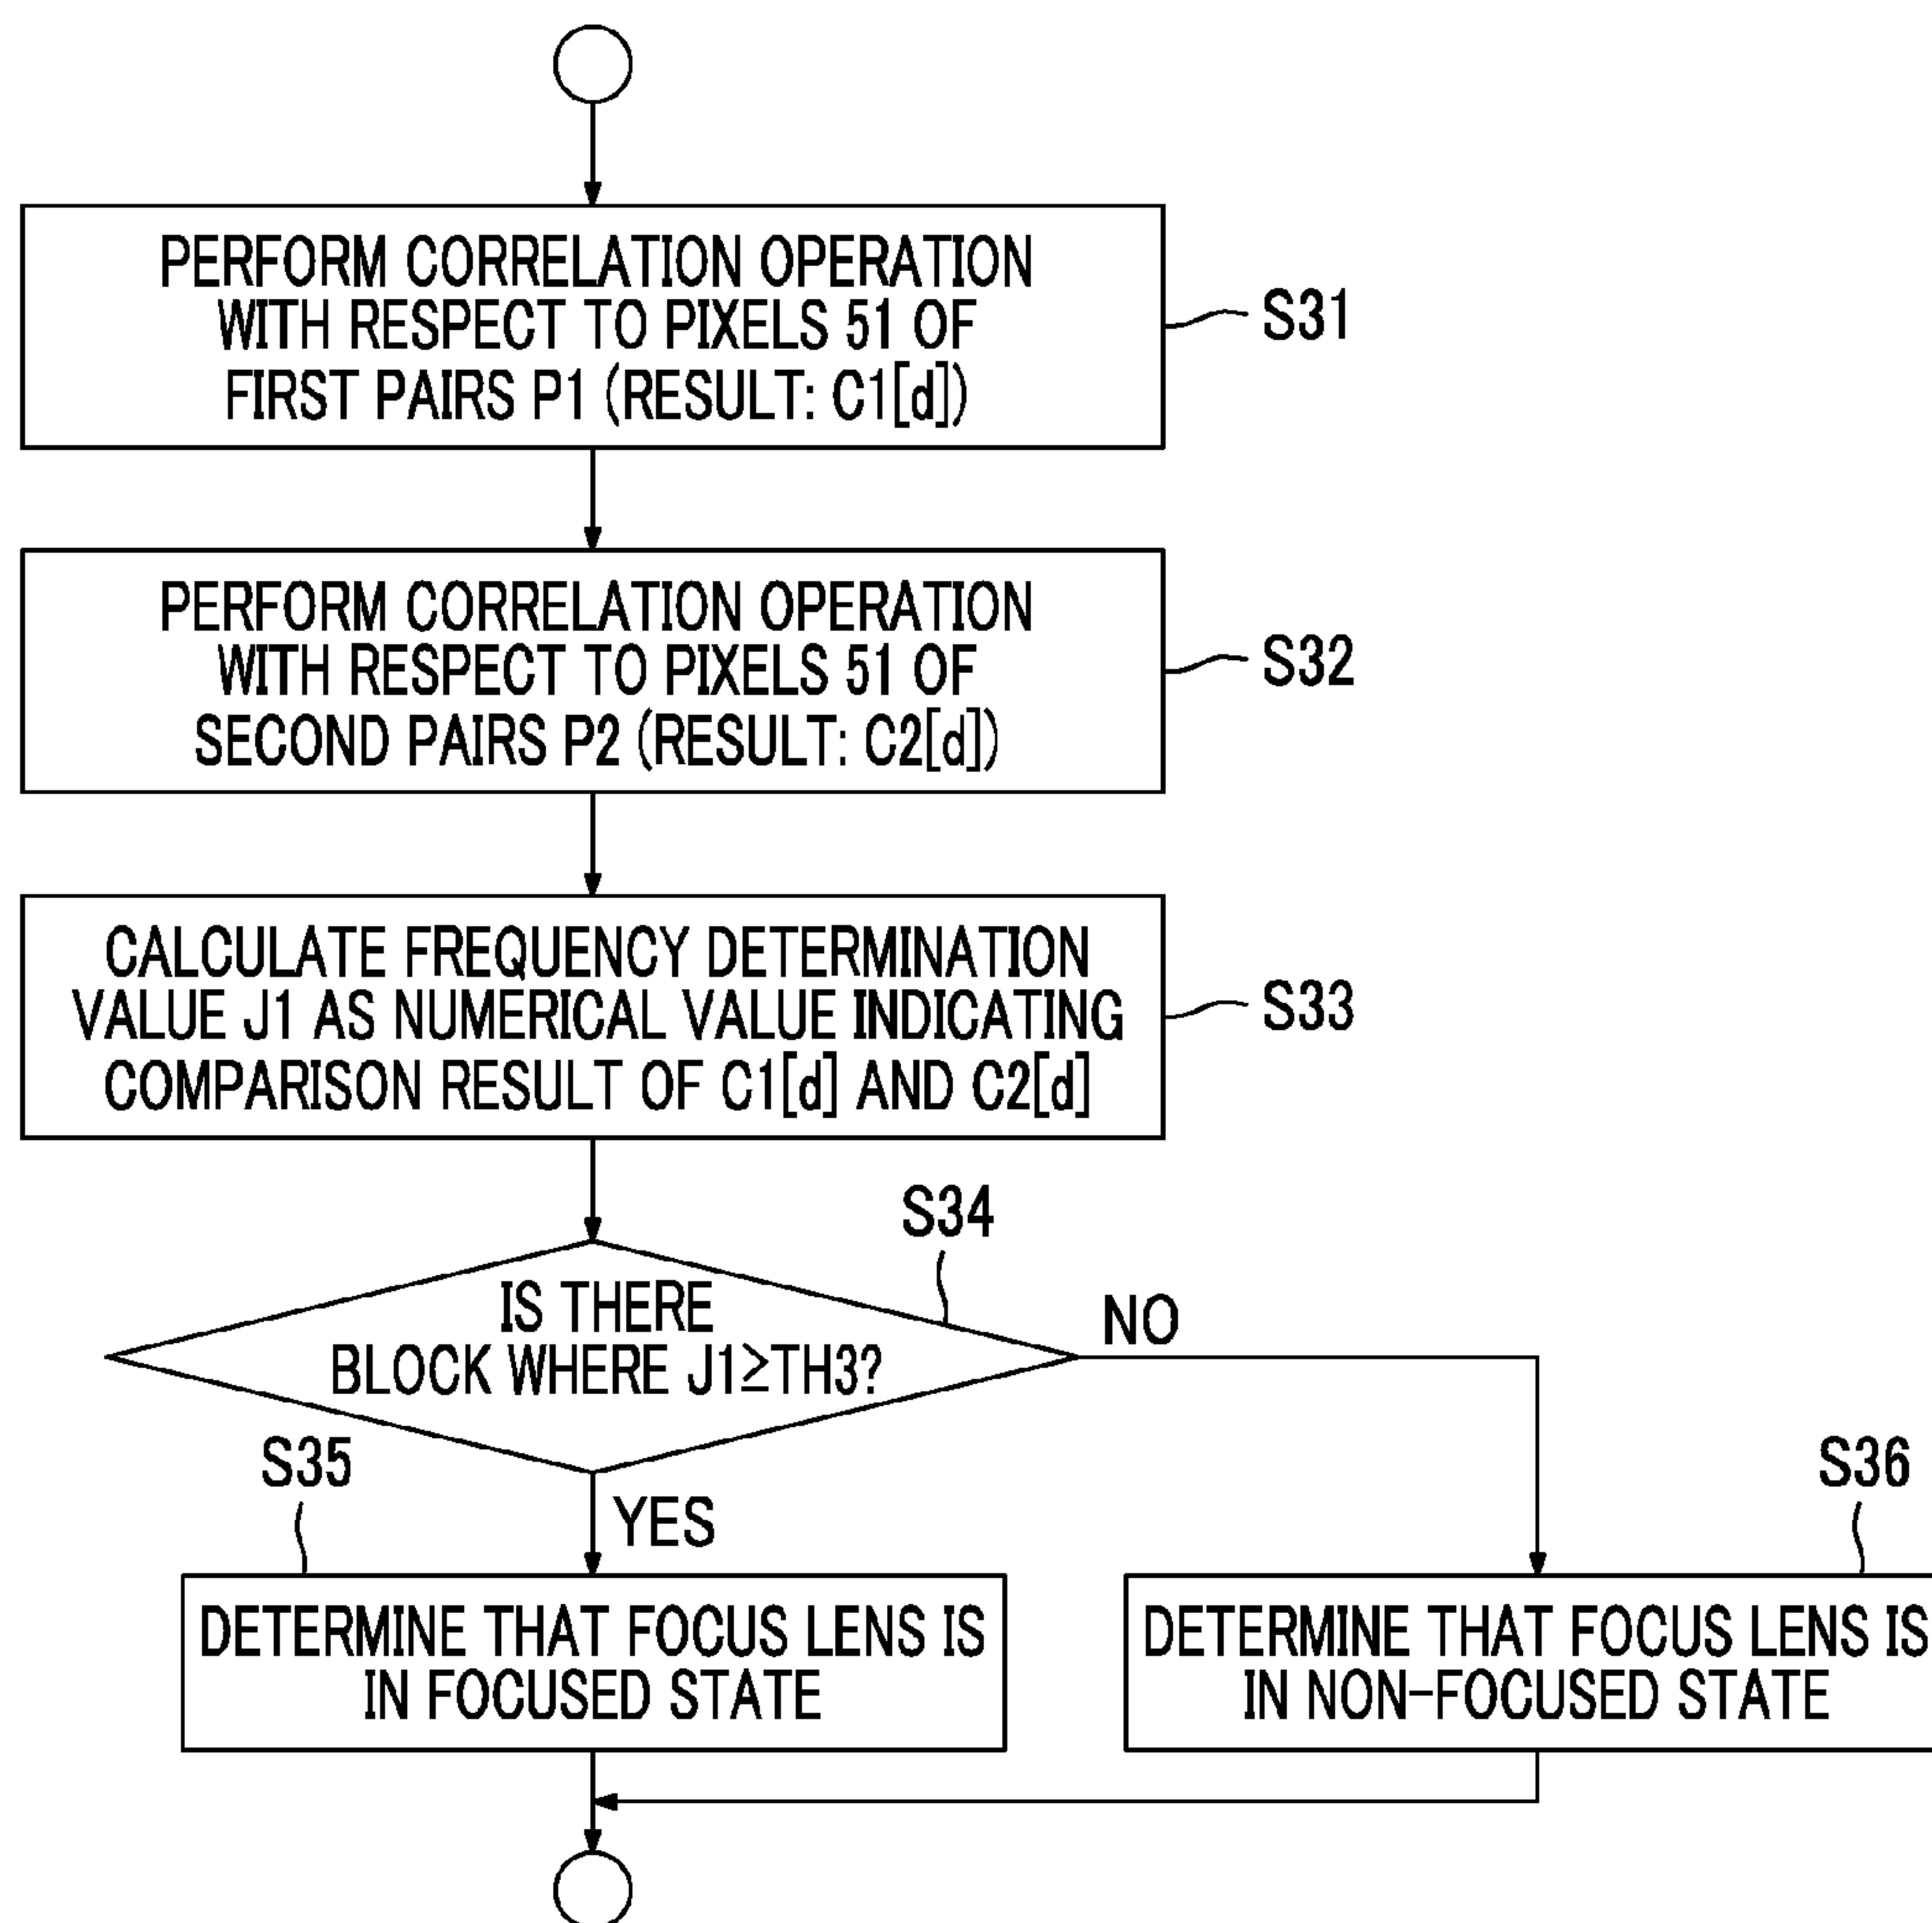 PERFORM CORRELATION OPERATION
WITH RESPECT TO PIXELS 51 OF
FIRST PAIRS P1 (RESULT: C1[d])
S31
PERFORM CORRELATION OPERATION
WITH RESPECT TO PIXELS 51 OF
SECOND PAIRS P2 (RESULT: C2[d])
S32
CALCULATE FREQUENCY DETERMINATION
VALUE J1 AS NUMERICAL VALUE INDICATING
COMPARISON RESULT OF C1[d] AND C2[d]
S33
S34
IS THERE
BLOCK WHERE J1≥TH3?
NO
YES
S35
DETERMINE THAT FOCUS LENS IS
IN FOCUSED STATE
S36
DETERMINE THAT FOCUS LENS IS
IN NON-FOCUSED STATE